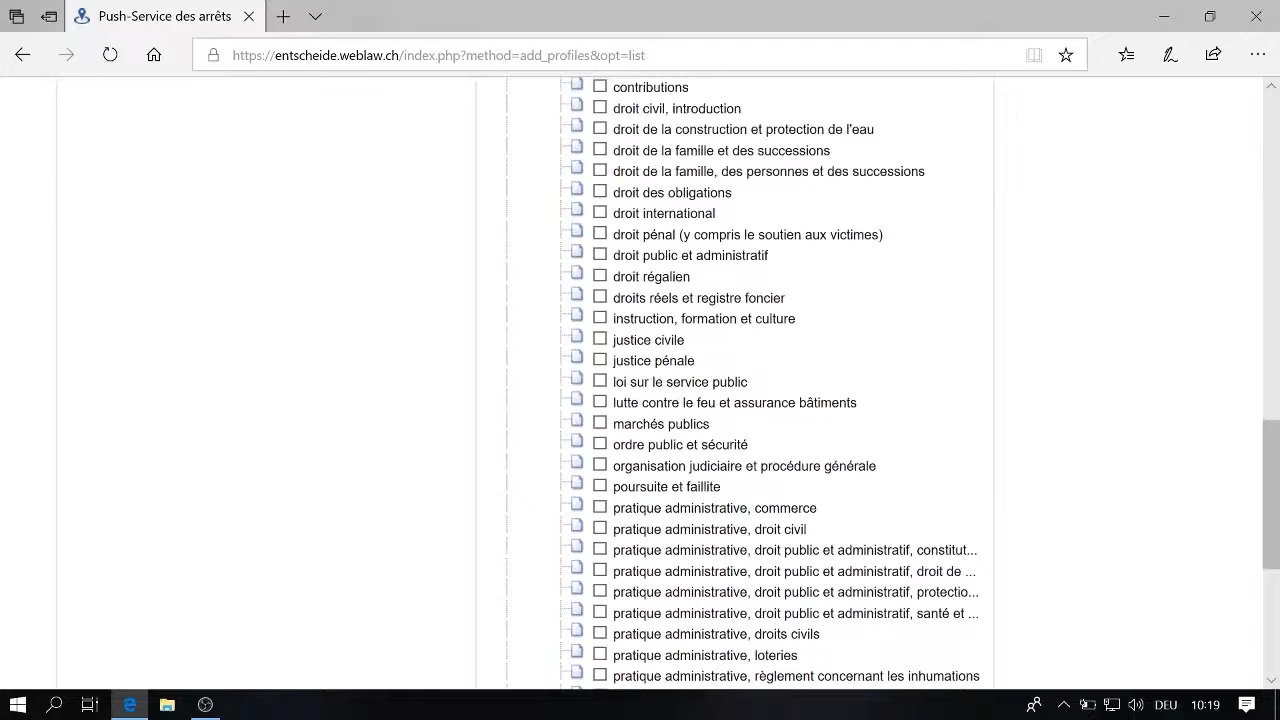 Push-Service des arrêts
https://entscheide.weblaw.ch/index.php?method=add_profiles&opt=list
contributions
droit civil, introduction
droit de la construction et protection de l'eau
droit de la famille et des successions
droit de la famille, des personnes et des successions
droit des obligations
droit international
droit pénal (y compris le soutien aux victimes)
droit public et administratif
droit régalien
droits réels et registre foncier
instruction, formation et culture
justice civile
justice pénale
loi sur le service public
lutte contre le feu et assurance bâtiments
marchés publics
ordre public et sécurité
organisation judiciaire et procédure générale
poursuite et faillite
pratique administrative, commerce
pratique administrative, droit civil
pratique administrative, droit public et administratif, constitut...
pratique administrative, droit public et administratif, droit de ...
pratique administrative, droit public et administratif, protectio...
pratique administrative, droit public et administratif, santé et ...
pratique administrative, droits civils
pratique administrative, loteries
pratique administrative, règlement concernant les inhumations
DEU 10:19